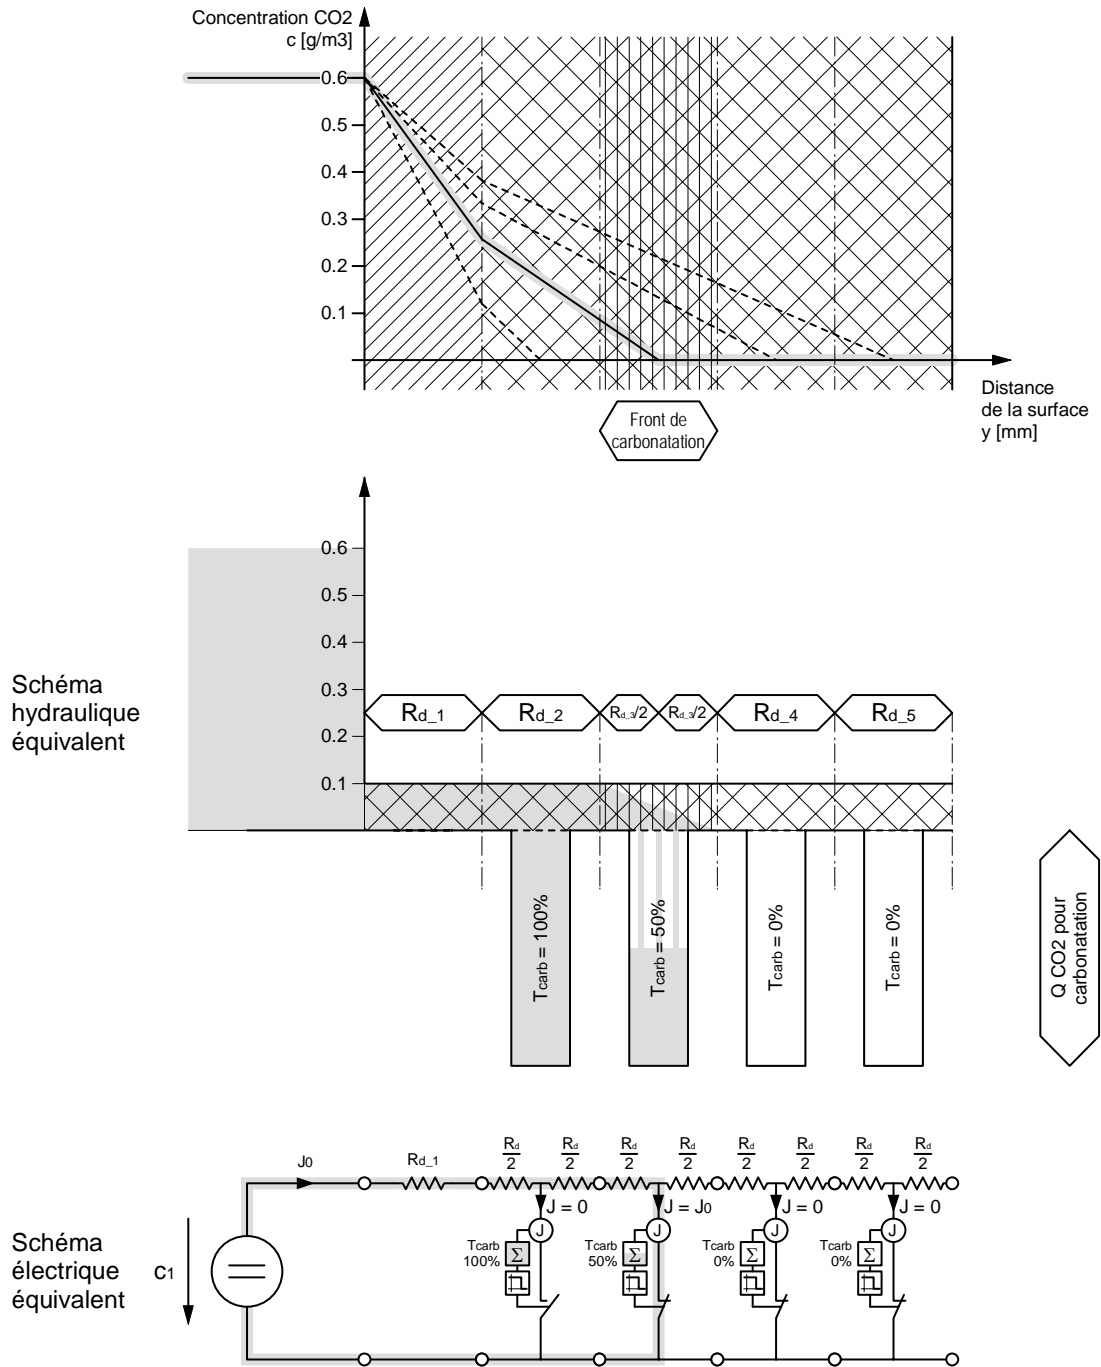 Concentration CO2
c [g/m3]
0.6
0.5
0.4
0.3
0.2
0.1
Distance
de la surface
y [mm]
Front de
carbonatation
0.6
0.5
0.4
0.3
0.2
0.1
Schéma
hydraulique
équivalent
Rd_1
Rd_2
Rd_3/2
Rd_3/2
Rd_4
Rd_5
Tcarb = 100%
Tcarb = 50%
Tcarb = 0%
Tcarb = 0%
Q CO2 pour
carbonatation
J0
Rd_1
Rd
2
Rd
2
Rd
2
Rd
2
Rd
2
Rd
2
Rd
2
Rd
2
J = 0
J = J0
J = 0
J = 0
J
J
J
J
Schéma
électrique
équivalent
c1
Tcarb
100%
Σ
Tcarb
50%
Σ
Tcarb
0%
Σ
Tcarb
0%
Σ